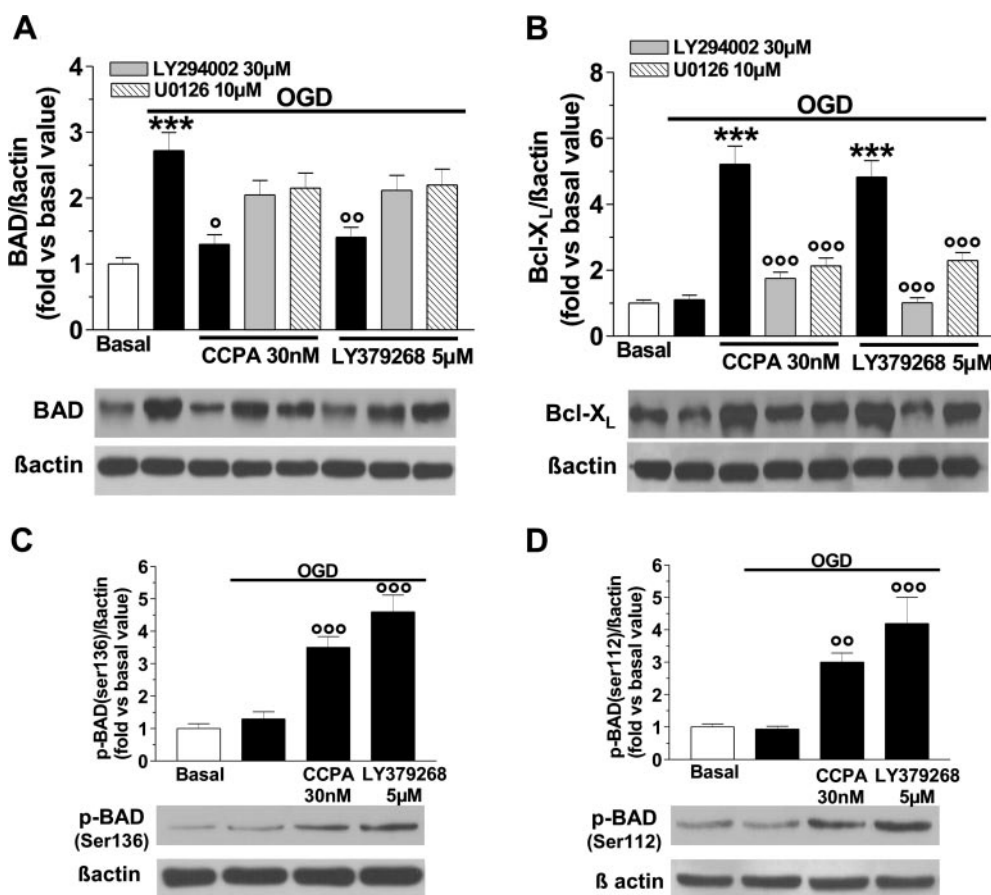 A
LY294002 30µM
U0126 10µM
OGD
BAD/ßactin
(fold vs basal value)
4
3
2
1
0
***
°
°°
Basal
CCPA 30nM
LY379268 5µM
BAD
ßactin
B
LY294002 30µM
U0126 10µM
OGD
Bcl-XL/ßactin
(fold vs basal value)
8
6
4
2
0
***
°°°
°°°
***
°°°
°°°
Basal
CCPA 30nM
LY379268 5µM
Bcl-XL
ßactin
C
OGD
p-BAD(ser136)/ßactin
(fold vs basal value)
6
5
4
3
2
1
0
°°°
°°°
Basal
CCPA LY379268
30nM 5µM
p-BAD
(Ser136)
ßactin
D
OGD
p-BAD(ser112)/ßactin
(fold vs basal value)
6
5
4
3
2
1
0
°°
°°°
Basal
CCPA LY379268
30nM 5µM
p-BAD
(Ser112)
ß actin